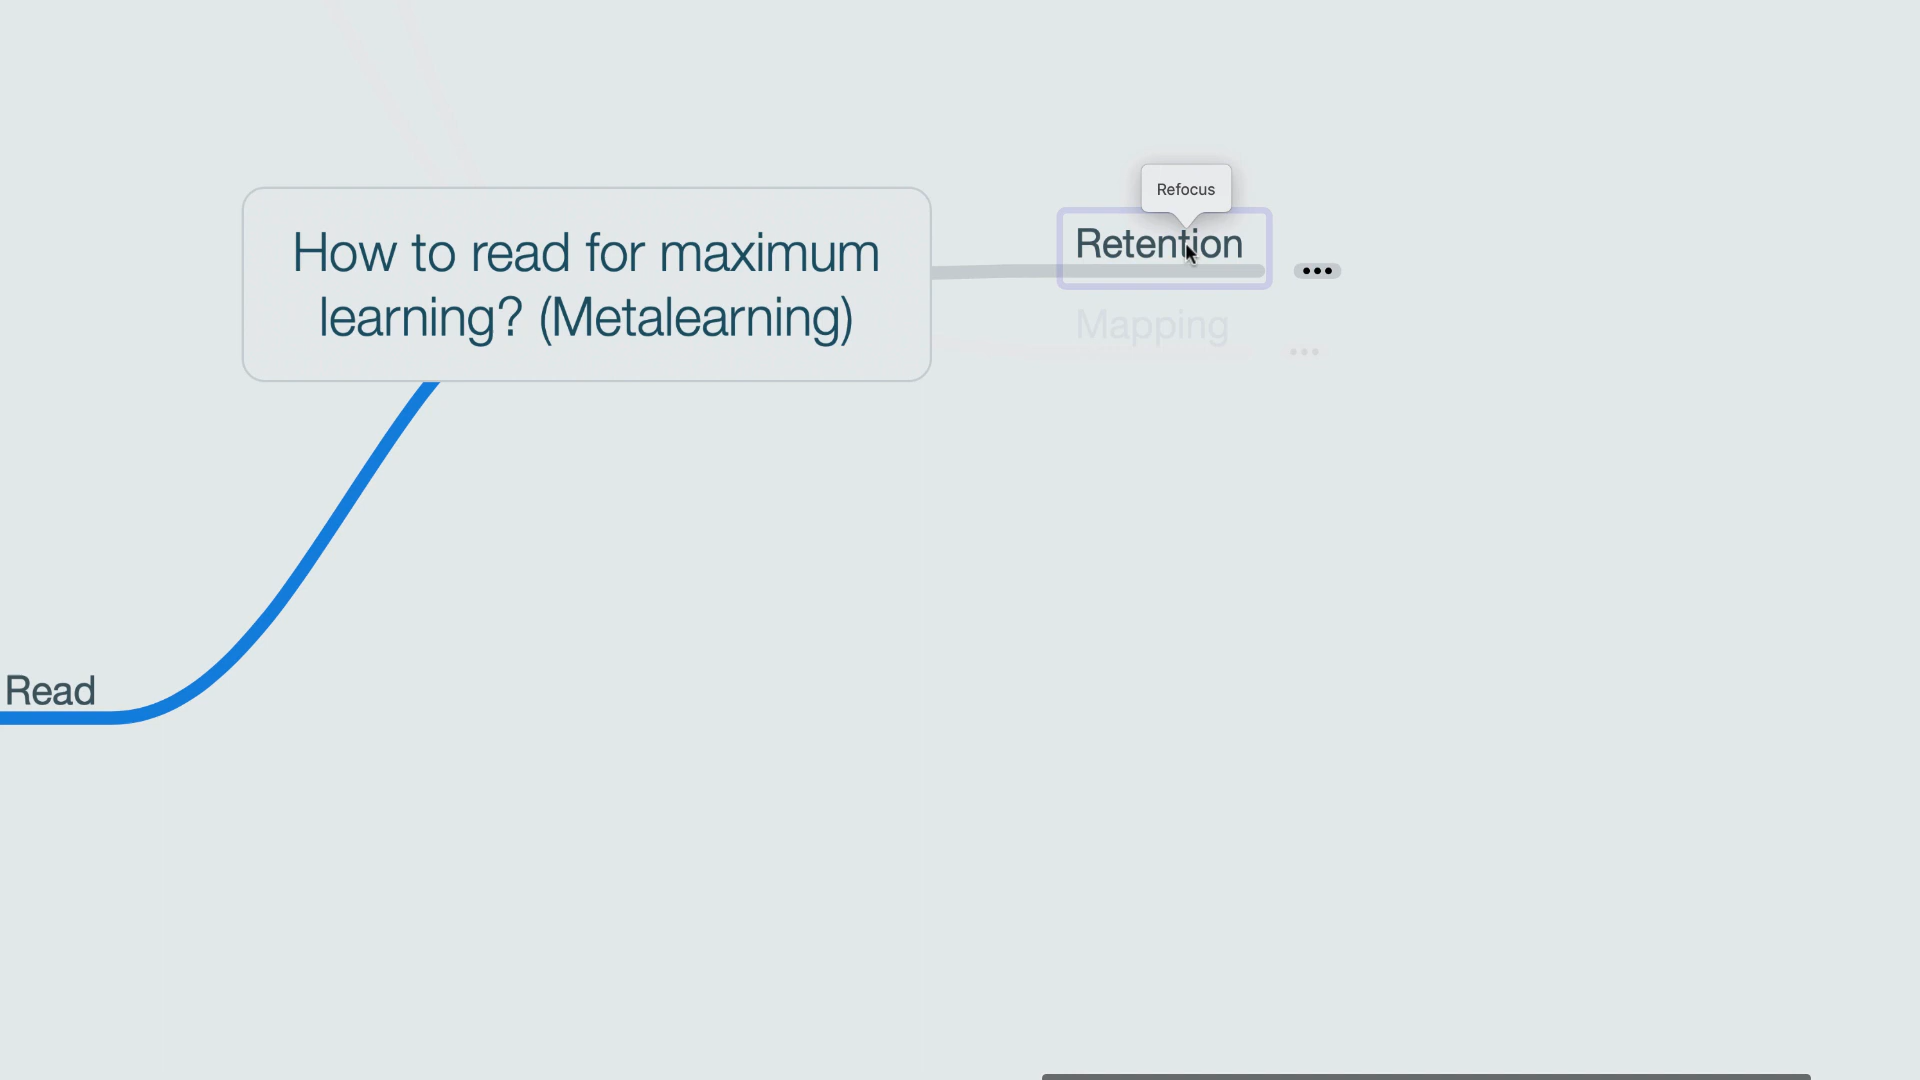 Refocus
How to read for maximum
learning? (Metalearning)
Retention
Mapping
Read